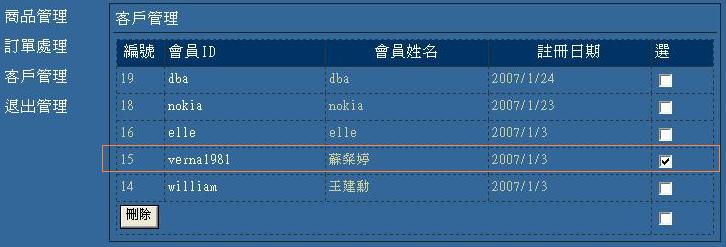 商品管理
訂單處理
客戶管理
退出管理
客戶管理
編號 會員ID 會員姓名 註冊日期 選
19 dba dba 2007/1/24
18 nokia nokia 2007/1/23
16 elle elle 2007/1/3
15 verna1981 蘇粲婷 2007/1/3
14 william 王建勳 2007/1/3
刪除